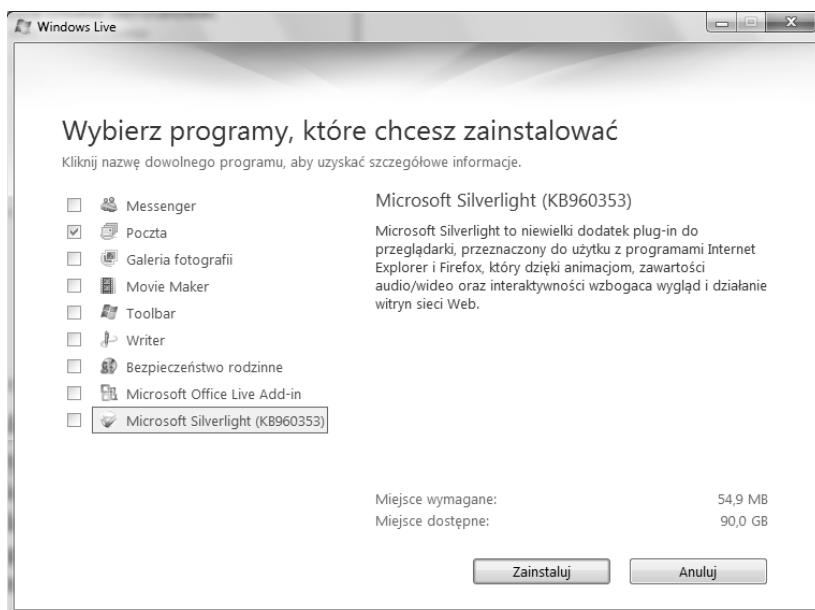 Windows Live
Wybierz programy, które chcesz zainstalować
Kliknij nazwę dowolnego programu, aby uzyskać szczegółowe informacje.
Messenger
Poczta
Galeria fotografii
Movie Maker
Toolbar
Writer
Bezpieczeństwo rodzinne
Microsoft Office Live Add-in
Microsoft Silverlight (KB960353)
Microsoft Silverlight (KB960353)
Microsoft Silverlight to niewielki dodatek plug-in do
przeglądarki, przeznaczony do użytku z programami Internet
Explorer i Firefox, który dzięki animacjom, zawartości
audio/wideo oraz interaktywności wzbogaca wygląd i działanie
witryn sieci Web.
Miejsce wymagane: 54,9 MB
Miejsce dostępne: 90,0 GB
Zainstaluj Anuluj